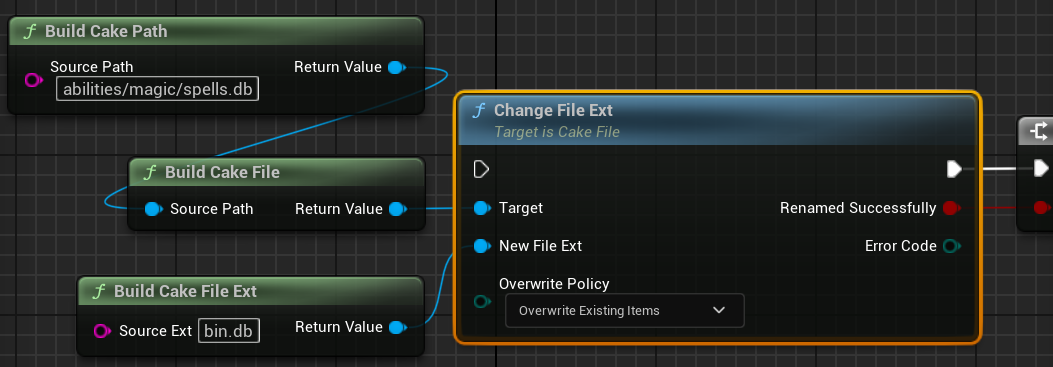 Build Cake Path
Source Path
Return Value
abilities/magic/spells.db
Build Cake File
Source Path
Return Value
Build Cake File Ext
Source Ext
bin.db
Return Value
Change File Ext
Target is Cake File
Target
Renamed Successfully
New File Ext
Error Code
Overwrite Policy
Overwrite Existing Items